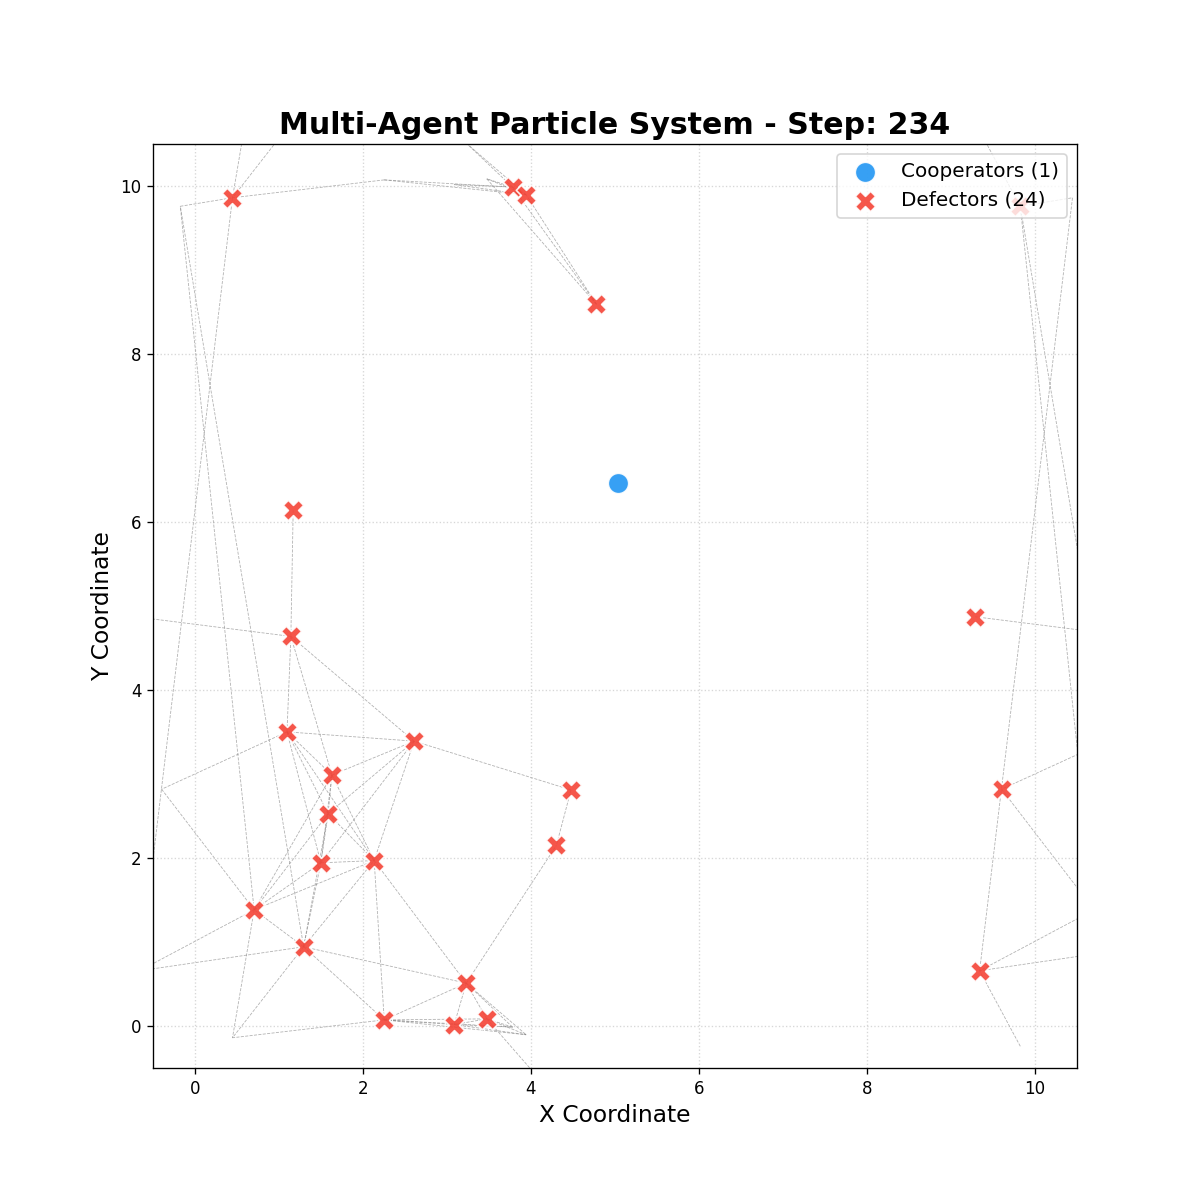 Multi-Agent Particle System - Step: 234
Cooperators (1)
Defectors (24)
Y Coordinate
10
8
6
4
2
0
0 2 4 6 8 10
X Coordinate